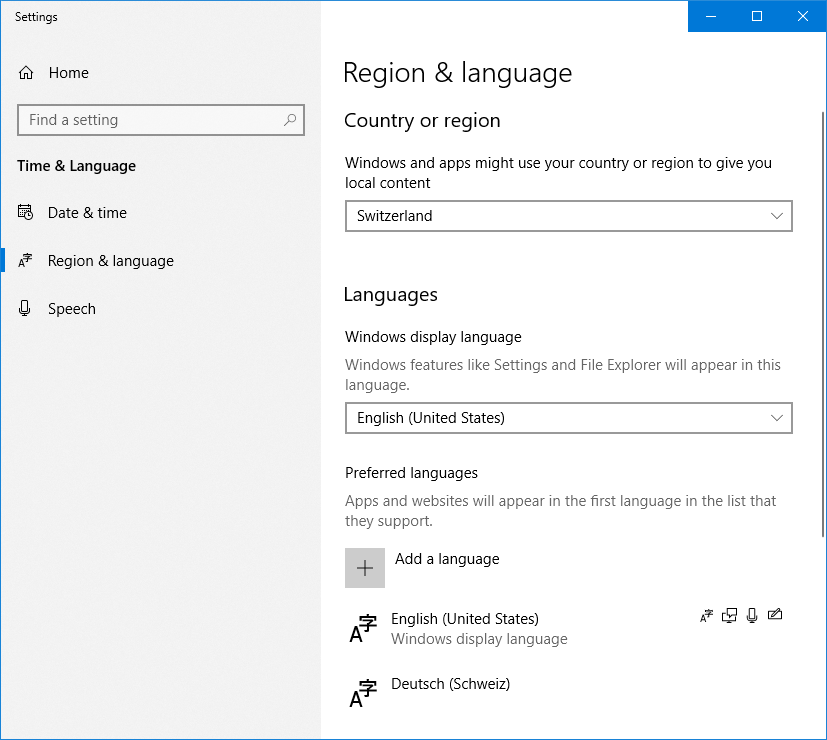 Settings
Home
Find a setting
Time & Language
Date & time
Region & language
Speech
Region & language
Country or region
Windows and apps might use your country or region to give you
local content
Switzerland
Languages
Windows display language
Windows features like Settings and File Explorer will appear in this
language.
English (United States)
Preferred languages
Apps and websites will appear in the first language in the list that
they support.
Add a language
English (United States)
Windows display language
Deutsch (Schweiz)